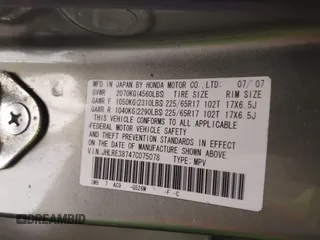 MFD. IN JAPAN BY HONDA MOTOR CO., LTD. 07/'07
GVWR 2070KG(4560LBS TIRE SIZE RIM SIZE
GAWR F 1050KG(2310LBS 225/65R17 102T 17X6.5J
GAWR R 1040KG(2290LBS 225/65R17 102T 17X6.5J
THIS VEHICLE CONFORMS TO ALL APPLICABLE
FEDERAL MOTOR VEHICLE SAFETY AND
THEFT PREVENTION STANDARDS IN EFFECT ON
THE DATE OF MANUFACTURE SHOWN ABOVE.
V.I.N:JHLRE387470075078 TYPE: MPV
AUTOBIDMASTER